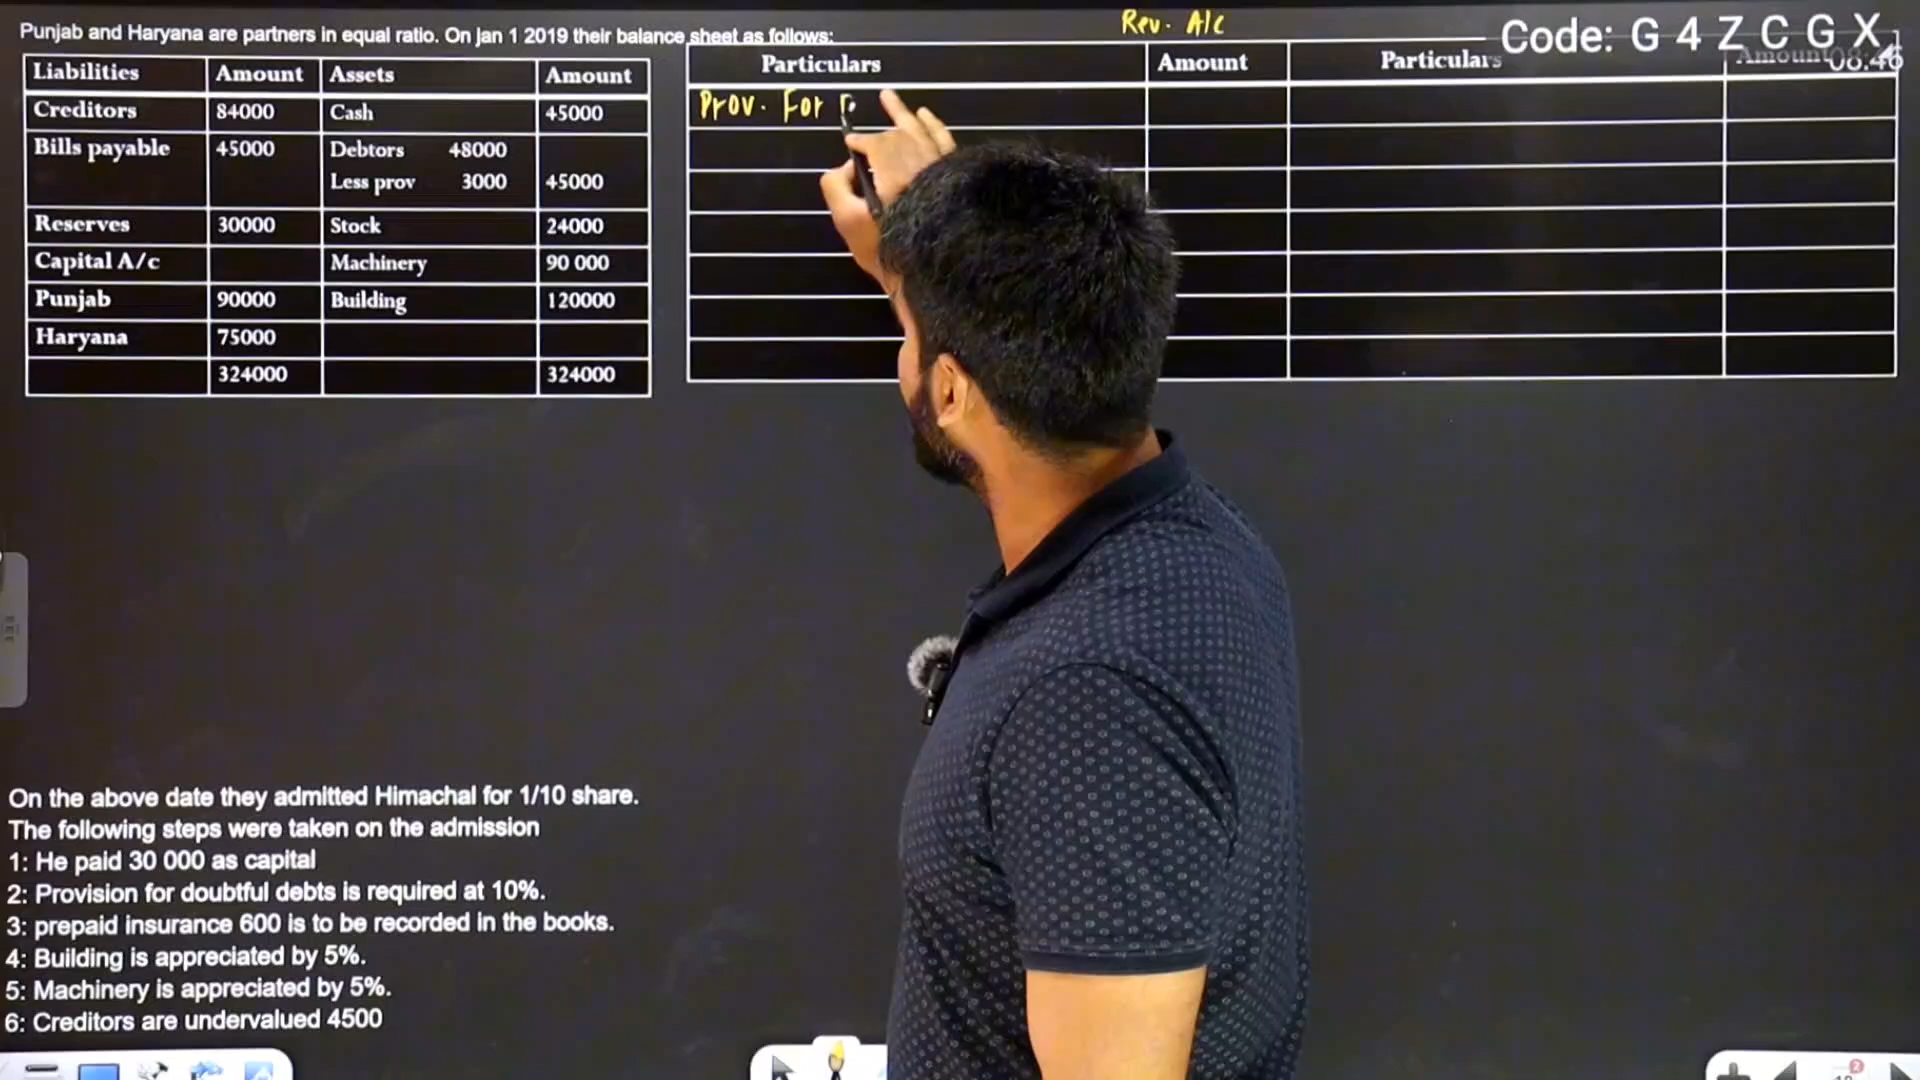 Rev. A/c
Code: G 4 Z C G X
08:46
Punjab and Haryana are partners in equal ratio. On Jan 1 2019 their balance sheet as follows:
Liabilities Amount Assets Amount
Creditors 84000 Cash 45000
Bills payable 45000 Debtors 48000
Less prov 3000 45000
Reserves 30000 Stock 24000
Capital A/c Machinery 90 000
Punjab 90000 Building 120000
Haryana 75000
324000 324000
Particulars Amount Particulars Amount
Prov. For
On the above date they admitted Himachal for 1/10 share.
The following steps were taken on the admission
1: He paid 30 000 as capital
2: Provision for doubtful debts is required at 10%.
3: prepaid insurance 600 is to be recorded in the books.
4: Building is appreciated by 5%.
5: Machinery is appreciated by 5%.
6: Creditors are undervalued 4500